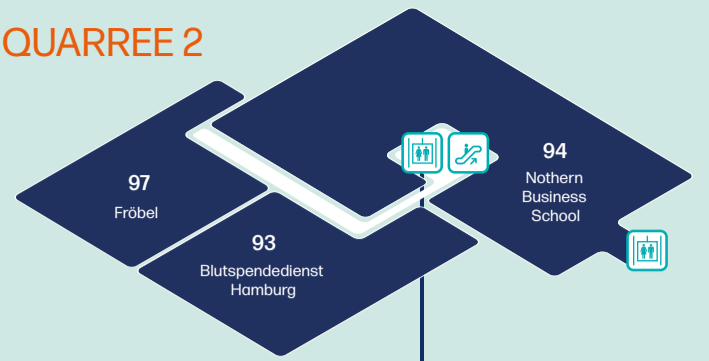 QUARREE 2
94
Nothern
Business
School
97
Fröbel
93
Blutspendedienst
Hamburg